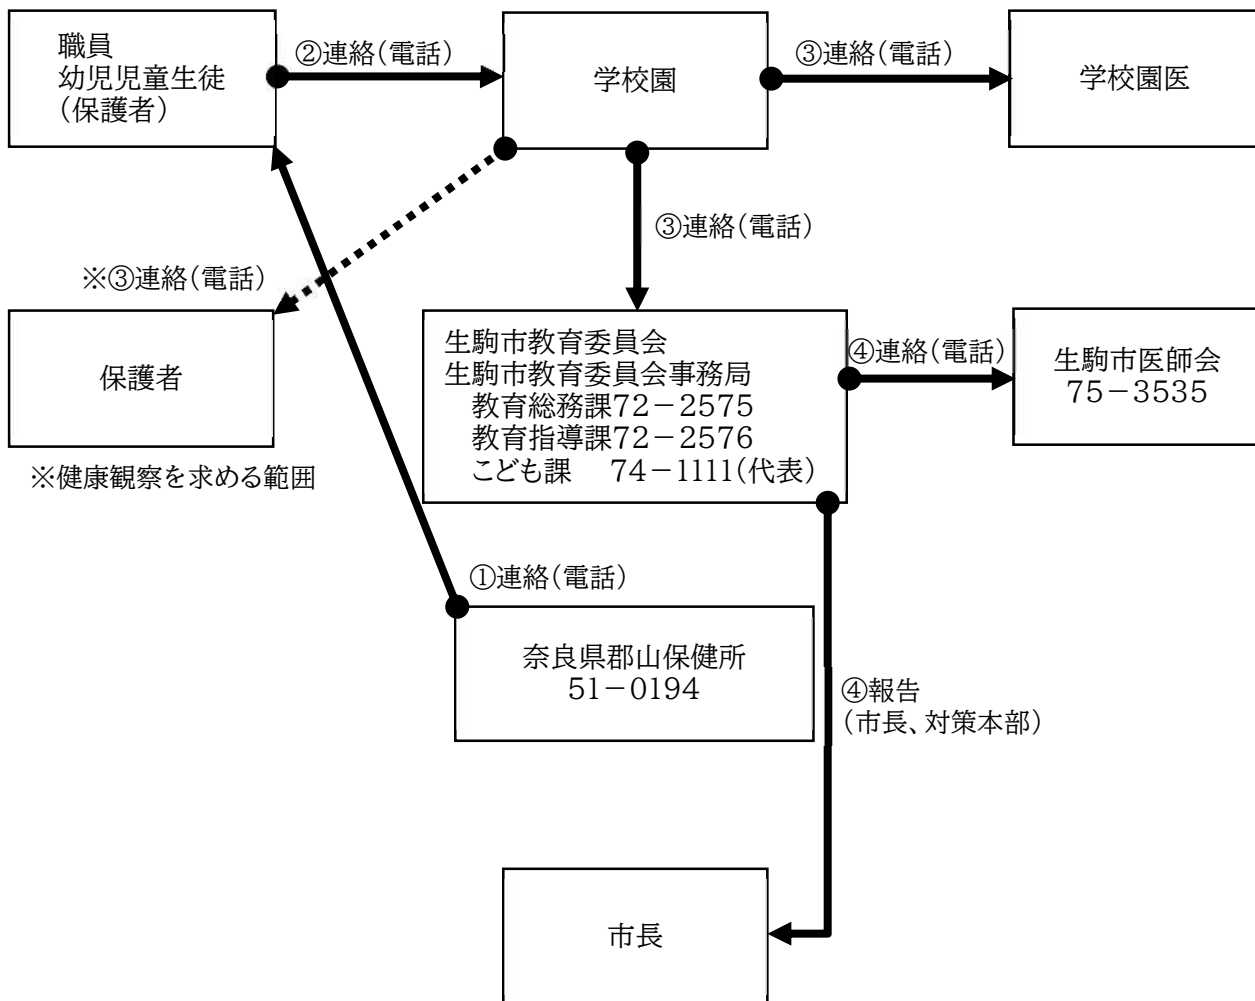 職員
幼児児童生徒
(保護者)
②連絡(電話)
学校園
③連絡(電話)
学校園医
③連絡(電話)
※③連絡(電話)
保護者
※健康観察を求める範囲
生駒市教育委員会
生駒市教育委員会事務局
教育総務課72-2575
教育指導課72-2576
こども課 74-1111(代表)
④連絡(電話)
生駒市医師会
75-3535
①連絡(電話)
奈良県郡山保健所
51-0194
④報告
(市長、対策本部)
市長